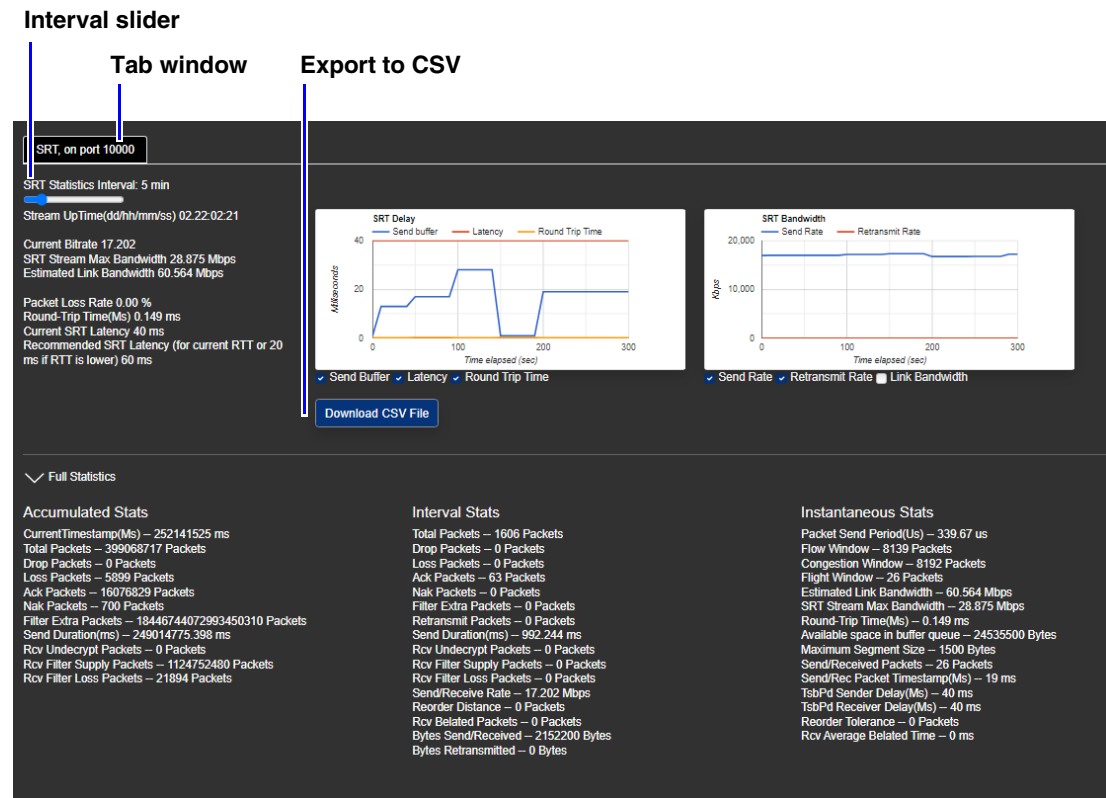 Interval slider
Tab window
Export to CSV
SRT, on port 10000
SRT Statistics Interval: 5 min
Stream UpTime(dd/hh/mm/ss) 02.22:02:21
Current Bitrate 17.202
SRT Stream Max Bandwidth 28.875 Mbps
Estimated Link Bandwidth 60.564 Mbps
Packet Loss Rate 0.00 %
Round-Trip Time(Ms) 0.149 ms
Current SRT Latency 40 ms
Recommended SRT Latency (for current RTT or 20
ms if RTT is lower) 60 ms
SRT Delay
Send buffer Latency Round Trip Time
40
20
0
Milliseconds
0 100 200 300
Time elapsed (sec)
Send Buffer Latency Round Trip Time
SRT Bandwidth
Send Rate Retransmit Rate
20,000
10,000
0
Kbps
0 100 200 300
Time elapsed (sec)
Send Rate Retransmit Rate Link Bandwidth
Download CSV File
Full Statistics
Accumulated Stats
CurrentTimestamp(Ms) -- 252141525 ms
Total Packets -- 399068717 Packets
Drop Packets -- 0 Packets
Loss Packets -- 5899 Packets
Ack Packets -- 16076829 Packets
Nak Packets -- 700 Packets
Filter Extra Packets -- 18446744072993450310 Packets
Send Duration(ms) -- 249014775.398 ms
Rcv Undecrypt Packets -- 0 Packets
Rcv Filter Supply Packets -- 1124752480 Packets
Rcv Filter Loss Packets -- 21894 Packets
Interval Stats
Total Packets -- 1606 Packets
Drop Packets -- 0 Packets
Loss Packets -- 0 Packets
Ack Packets -- 63 Packets
Nak Packets -- 0 Packets
Filter Extra Packets -- 0 Packets
Retransmit Packets -- 0 Packets
Send Duration(ms) -- 992.244 ms
Rcv Undecrypt Packets -- 0 Packets
Rcv Filter Supply Packets -- 0 Packets
Rcv Filter Loss Packets -- 0 Packets
Send/Receive Rate -- 17.202 Mbps
Reorder Distance -- 0 Packets
Rcv Belated Packets -- 0 Packets
Bytes Send/Received -- 2152200 Bytes
Bytes Retransmitted -- 0 Bytes
Instantaneous Stats
Packet Send Period(Us) -- 339.67 us
Flow Window -- 8139 Packets
Congestion Window -- 8192 Packets
Flight Window -- 26 Packets
Estimated Link Bandwidth -- 60.564 Mbps
SRT Stream Max Bandwidth -- 28.875 Mbps
Round-Trip Time(Ms) -- 0.149 ms
Available space in buffer queue -- 24535500 Bytes
Maximum Segment Size -- 1500 Bytes
Send/Received Packets -- 26 Packets
Send/Rec Packet Timestamp(Ms) -- 19 ms
TsbPd Sender Delay(Ms) -- 40 ms
TsbPd Receiver Delay(Ms) -- 40 ms
Reorder Tolerance -- 0 Packets
Rcv Average Belated Time -- 0 ms